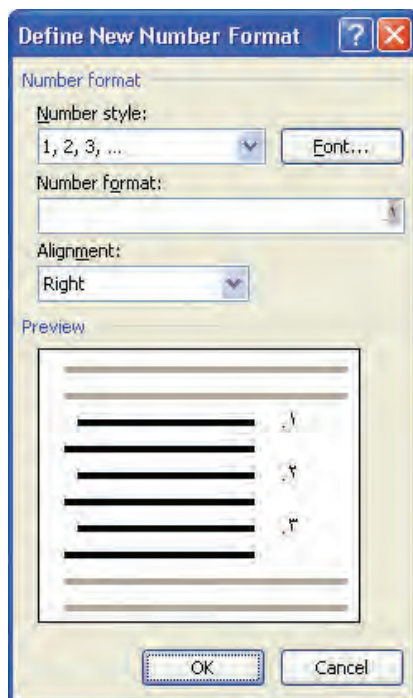 Define New Number Format
Number format
Number style:
1, 2, 3, ...
Font...
Number format:
١.
Alignment:
Right
Preview
١.
٢.
٣.
OK
Cancel